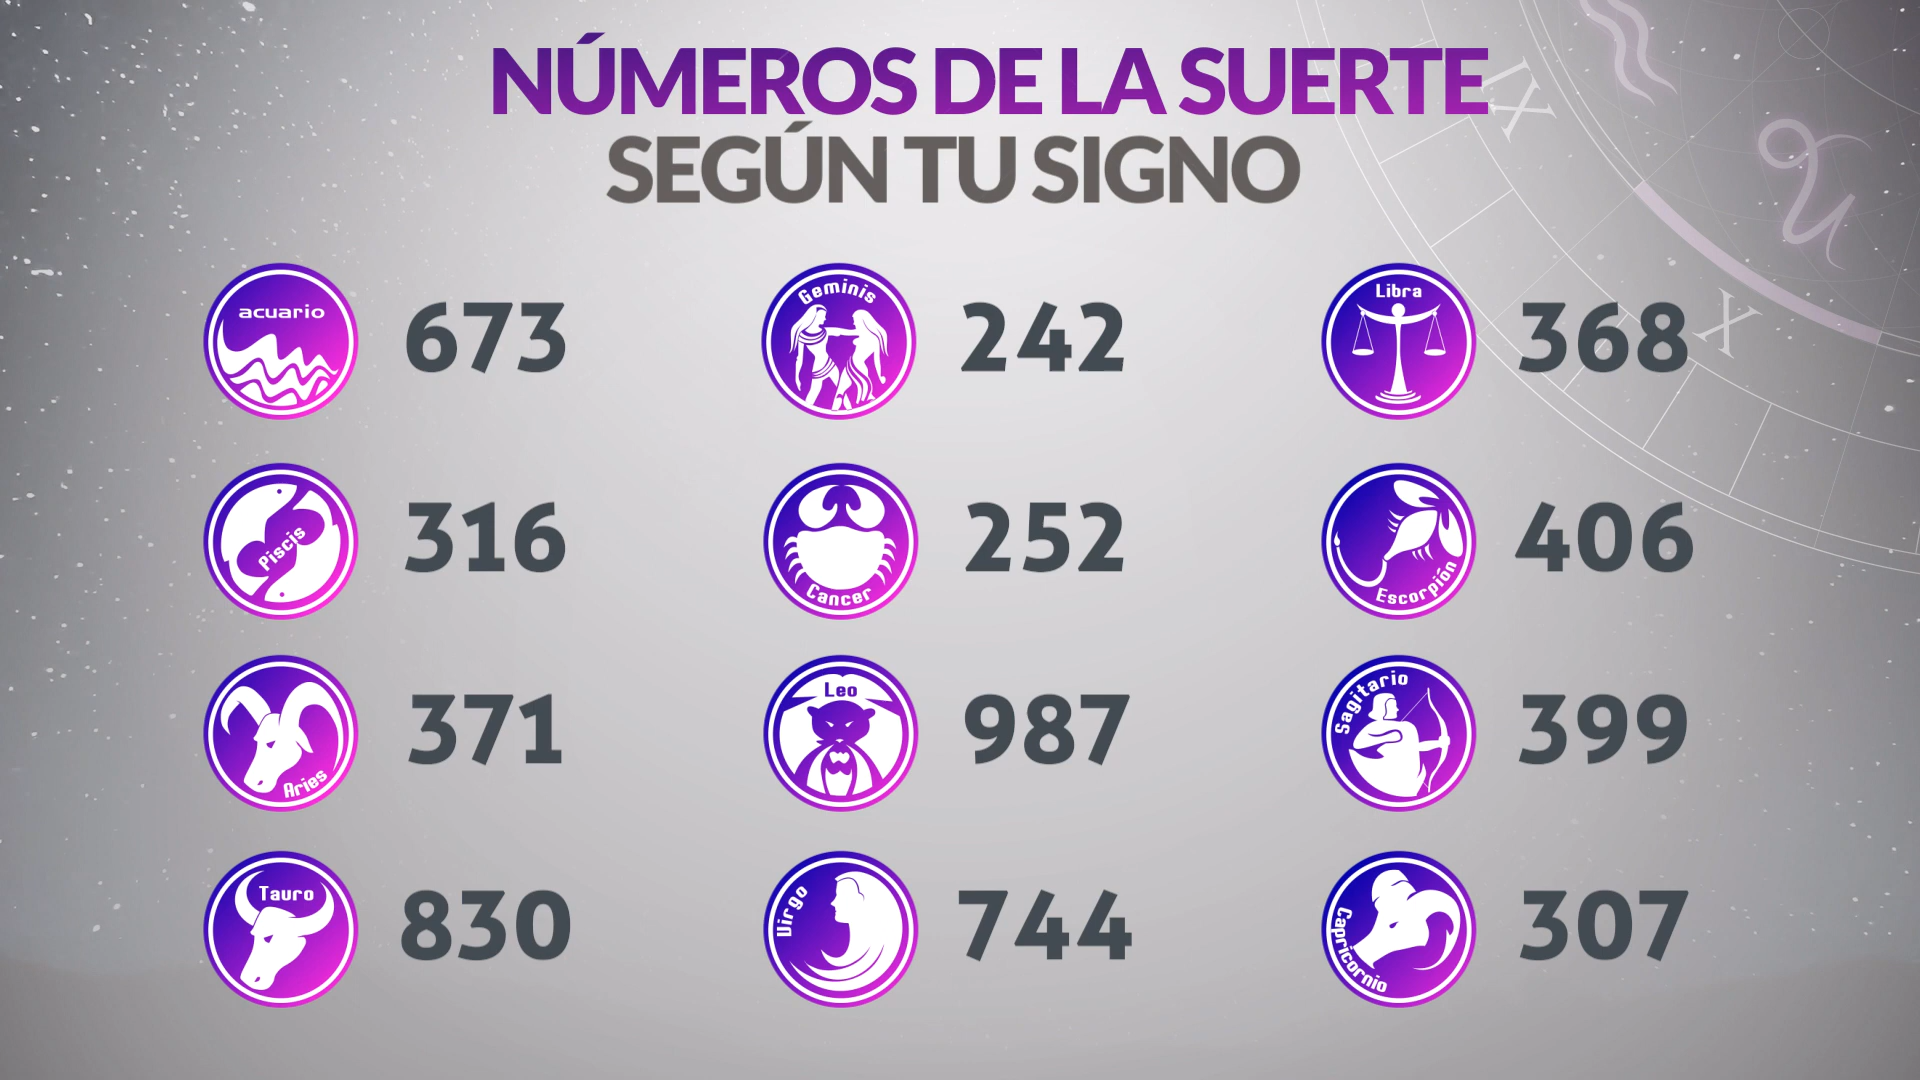 NÚMEROS DE LA SUERTE
SEGÚN TU SIGNO
acuario 673
Geminis 242
Libra 368
Piscis 316
Cancer 252
Escorpión 406
Aries 371
Leo 987
Sagitario 399
Tauro 830
Virgo 744
Capricornio 307
X
X